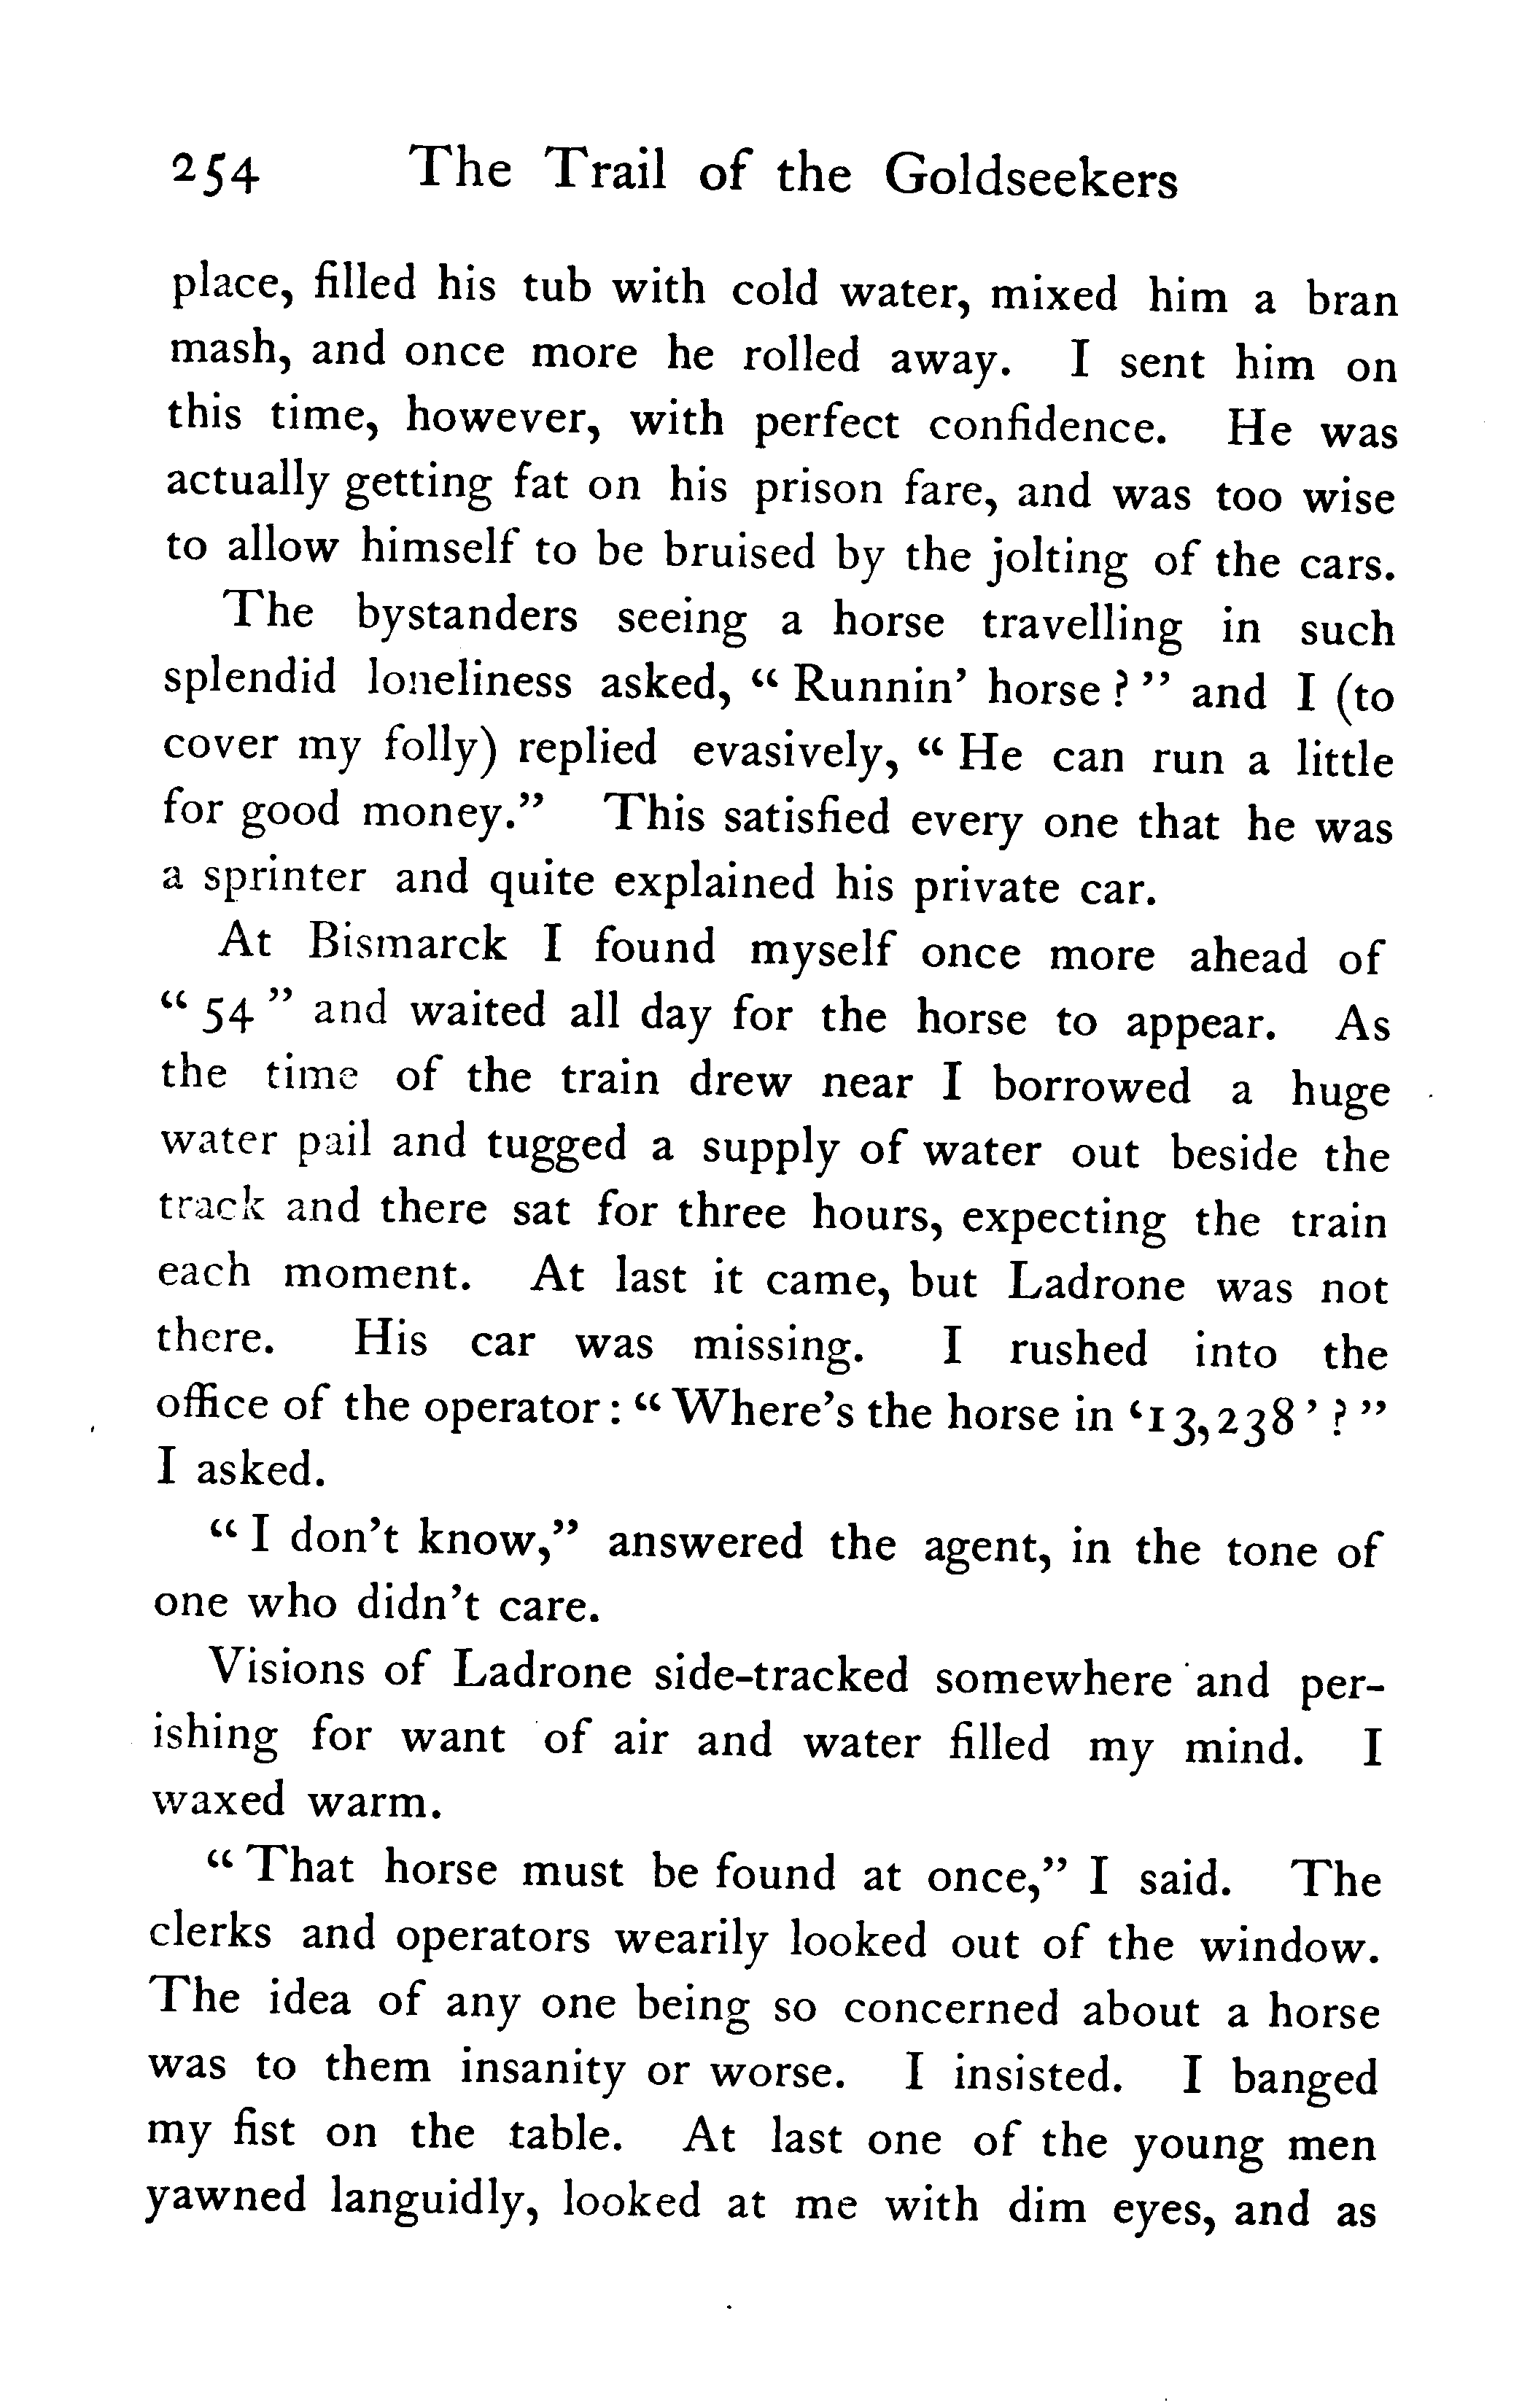 254 The Trail of the Goldseekers
place, filled his tub with cold water, mixed him a bran
mash, and once more he rolled away. I sent him on
this time, however, with perfect confidence. He was
actually getting fat on his prison fare, and was too wise
to allow himself to be bruised by the jolting of the cars.
The bystanders seeing a horse travelling in such
splendid loneliness asked, “ Runnin’ horse ? ” and I (to
cover my folly) replied evasively, “ He can run a little
for good money.” This satisfied every one that he was
a sprinter and quite explained his private car.
At Bismarck I found myself once more ahead of
“ 54 ” and waited all day for the horse to appear. As
the time of the train drew near I borrowed a huge
water pail and tugged a supply of water out beside the
track and there sat for three hours, expecting the train
each moment. At last it came, but Ladrone was not
there. His car was missing. I rushed into the
office of the operator : “ Where’s the horse in ‘13,238 ’ ? ”
I asked.
“ I don’t know,” answered the agent, in the tone of
one who didn’t care.
Visions of Ladrone side-tracked somewhere and per-
ishing for want of air and water filled my mind. I
waxed warm.
“ That horse must be found at once,” I said. The
clerks and operators wearily looked out of the window.
The idea of any one being so concerned about a horse
was to them insanity or worse. I insisted. I banged
my fist on the table. At last one of the young men
yawned languidly, looked at me with dim eyes, and as